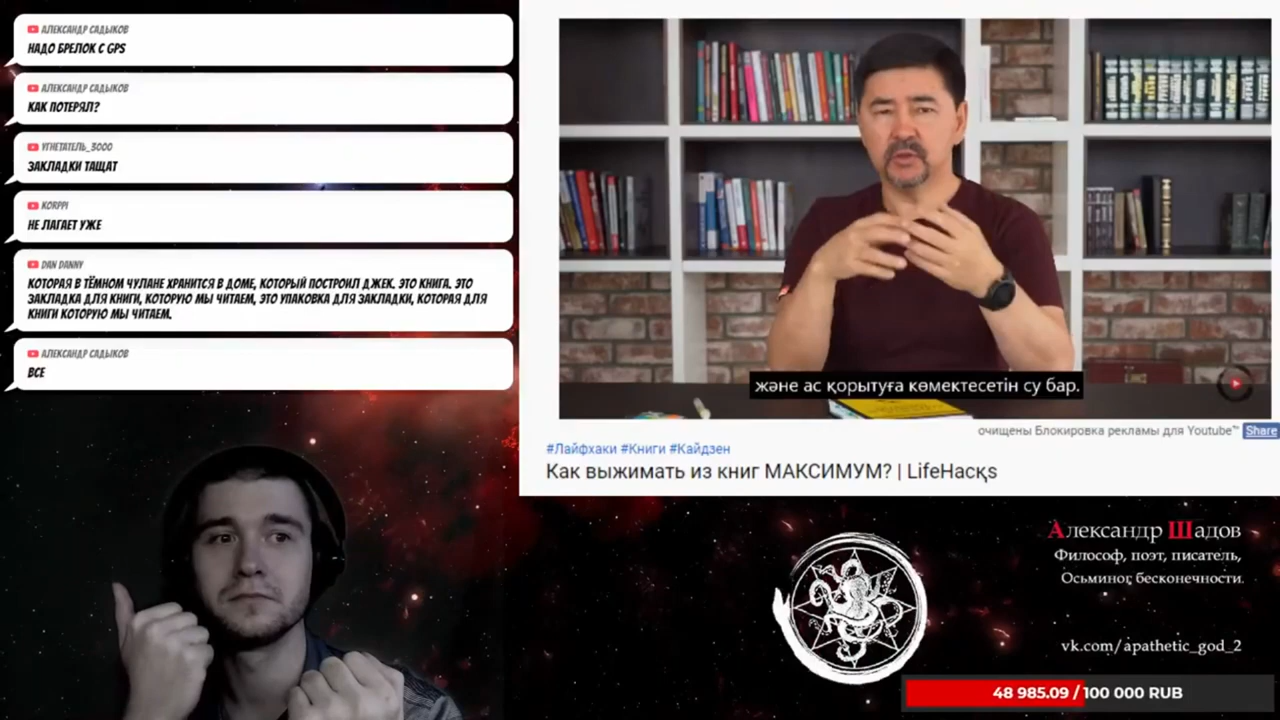 АЛЕКСАНДР САДЫКОВ
НАДО БРЕЛОК С GPS
АЛЕКСАНДР САДЫКОВ
КАК ПОТЕРЯЛ?
УГНЕТАТЕЛЬ_3000
ЗАКЛАДКИ ТАЩАТ
KORPPI
НЕ ЛАГАЕТ УЖЕ
DAN DANNY
КОТОРАЯ В ТЁМНОМ ЧУЛАНЕ ХРАНИТСЯ В ДОМЕ, КОТОРЫЙ ПОСТРОИЛ ДЖЕК. ЭТО КНИГА. ЭТО
ЗАКЛАДКА ДЛЯ КНИГИ, КОТОРУЮ МЫ ЧИТАЕМ, ЭТО УПАКОВКА ДЛЯ ЗАКЛАДКИ, КОТОРАЯ ДЛЯ
КНИГИ КОТОРУЮ МЫ ЧИТАЕМ.
АЛЕКСАНДР САДЫКОВ
ВСЕ
және ас қорытуға көмектесетін су бар.
очищены Блокировка рекламы для Youtube™ Share
#Лайфхаки #Книги #Кайдзен
Как выжимать из книг МАКСИМУМ? | LifeHacқs
Александр Шадов
Философ, поэт, писатель,
Осьминог бесконечности.
vk.com/apathetic_god_2
48 985.09 / 100 000 RUB